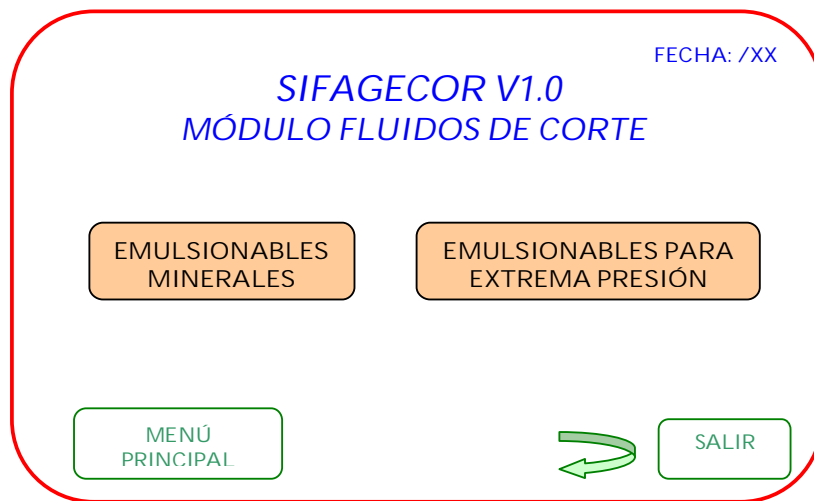 FECHA: /XX
SIFAGECOR V1.0
MÓDULO FLUIDOS DE CORTE
EMULSIONABLES
MINERALES
EMULSIONABLES PARA
EXTREMA PRESIÓN
MENÚ
PRINCIPAL
SALIR